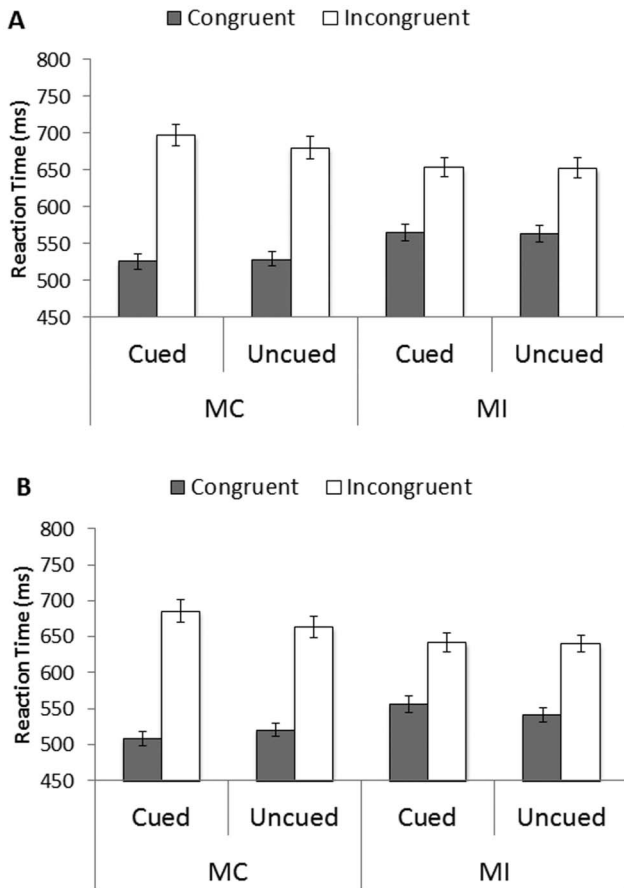 A
Congruent Incongruent
800
750
700
650
600
550
500
450
Reaction Time (ms)
Cued Uncued Cued Uncued
MC MI
B
Congruent Incongruent
800
750
700
650
600
550
500
450
Reaction Time (ms)
Cued Uncued Cued Uncued
MC MI